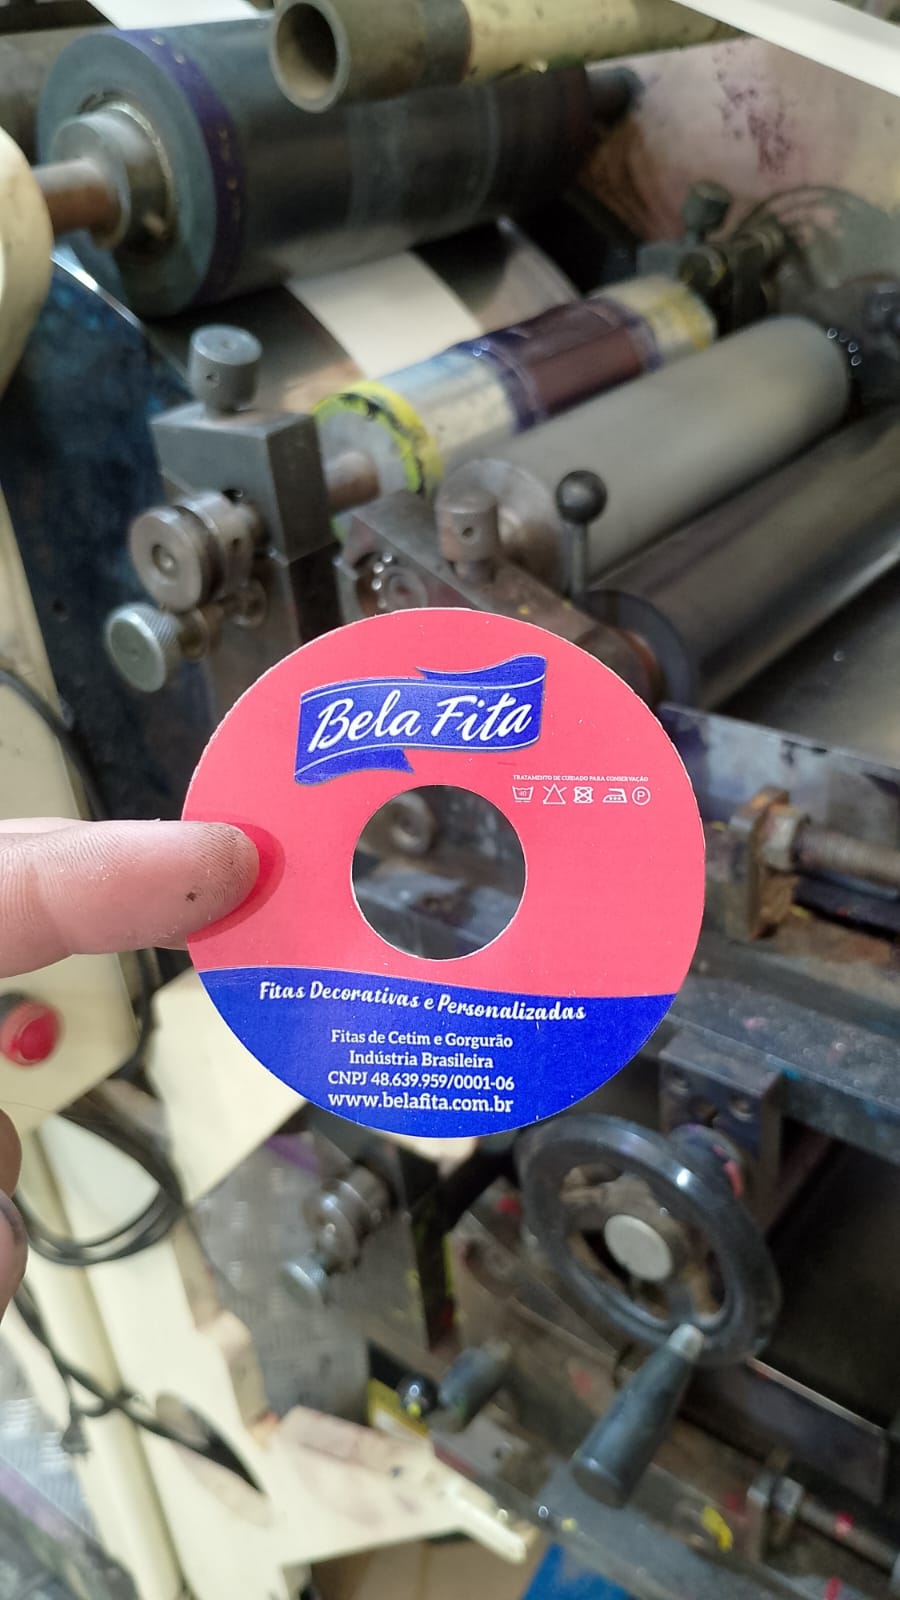 Bela Fita
TRATAMENTO DE CUIDADO PARA CONSERVAÇÃO
40
P
Fitas Decorativas e Personalizadas
Fitas de Cetim e Gorgurão
Indústria Brasileira
CNPJ 48.639.959/0001-06
www.belafita.com.br